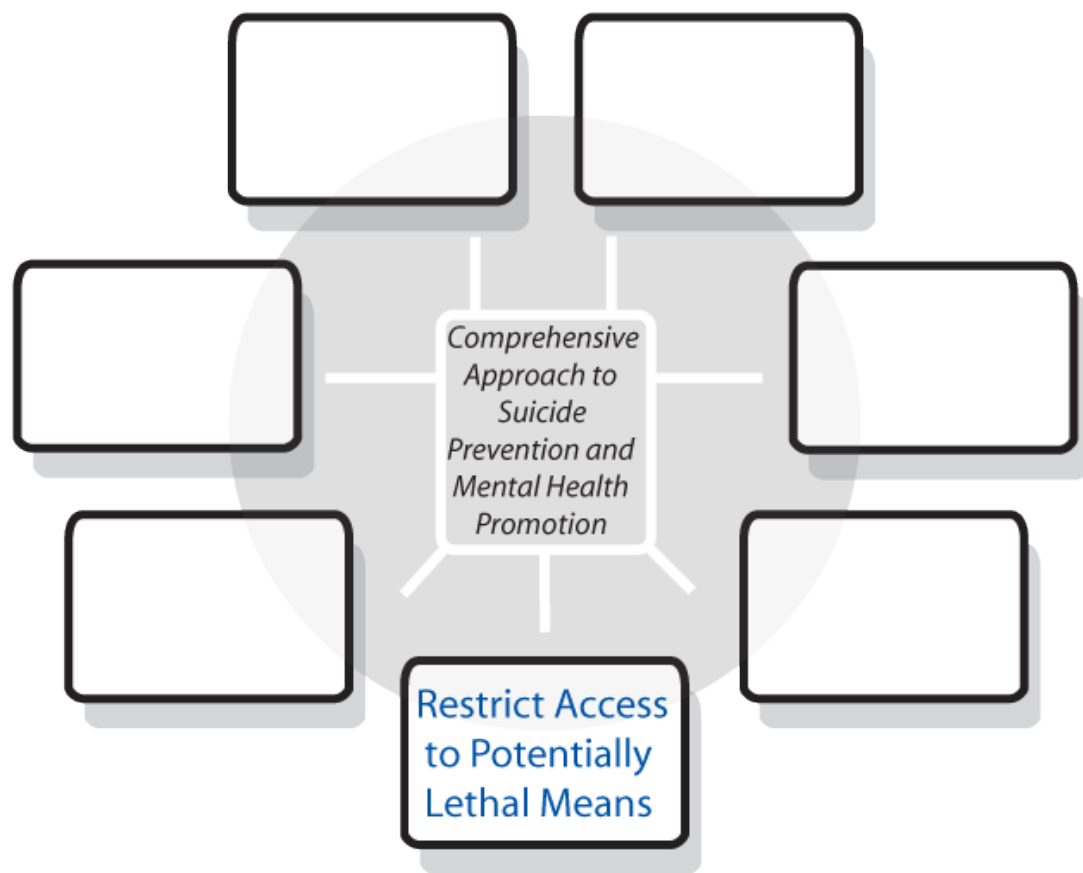 Comprehensive
Approach to
Suicide
Prevention and
Mental Health
Promotion
Restrict Access
to Potentially
Lethal Means